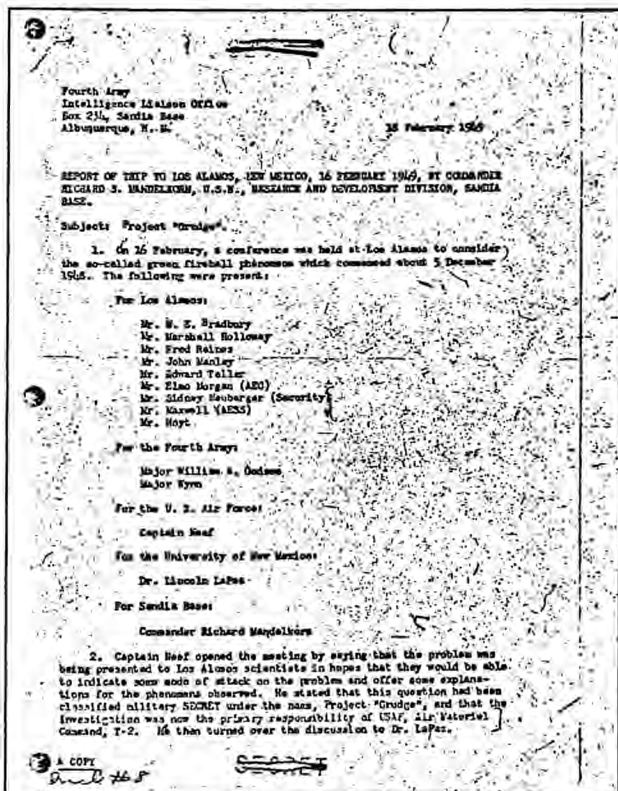 Fourth Army
Intelligence Liaison Office
Box 234, Sandia Base
Albuquerque, N. M.
18 February 1949
REPORT OF TRIP TO LOS ALAMOS, NEW MEXICO, 16 FEBRUARY 1949, BY COMMANDER
RICHARD S. MANDELKORN, U.S.N., RESEARCH AND DEVELOPMENT DIVISION, SANDIA
BASE.
Subject: Project "Grudge".
1. On 16 February, a conference was held at Los Alamos to consider
the so-called green fireball phenomenon which commenced about 5 December
1948. The following were present:
For Los Alamos:
Mr. N. E. Bradbury
Mr. Marshall Holloway
Mr. Fred Reines
Mr. John Manley
Mr. Edward Teller
Mr. Elmo Morgan (AEC)
Mr. Sidney Newburger (Security)
Mr. Maxwell (AESS)
Mr. Hoyt
For the Fourth Army:
Major William A. Godsoe
Major Wynn
For the U. S. Air Force:
Captain Neef
For the University of New Mexico:
Dr. Lincoln LaPaz
For Sandia Base:
Commander Richard Mandelkorn
2. Captain Neef opened the meeting by saying that the problem was
being presented to Los Alamos scientists in hopes that they would be able
to indicate some mode of attack on the problem and offer some explana-
tions for the phenomena observed. He stated that this question had been
classified military SECRET under the name, Project "Grudge", and that the
investigation was now the primary responsibility of USAF, Air Materiel
Command, T-2. He then turned over the discussion to Dr. LaPaz.
A COPY
SECRET